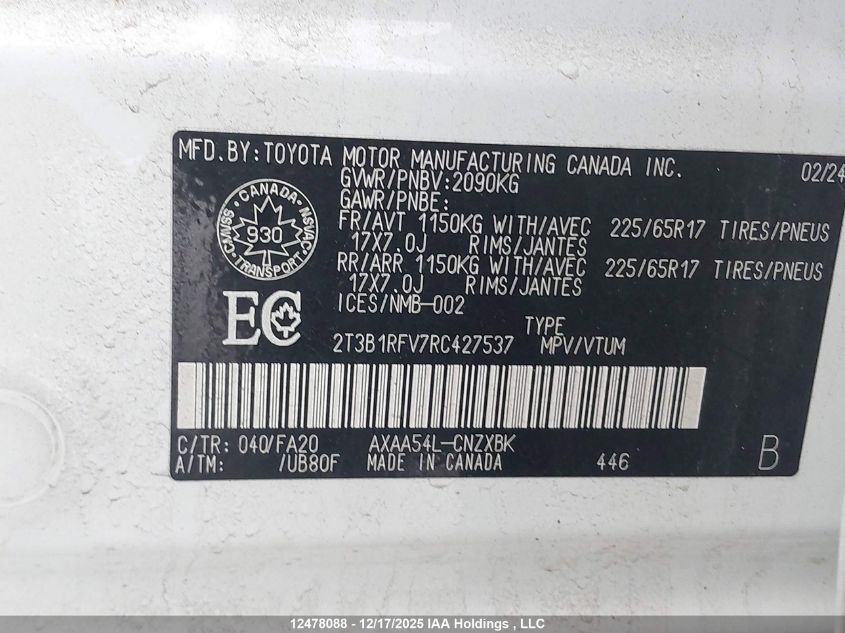 MFD.BY:TOYOTA MOTOR MANUFACTURING CANADA INC. 02/24
GVWR/PNBV:2090KG
GAWR/PNBE:
FR/AVT 1150KG WITH/AVEC 225/65R17 TIRES/PNEUS
17X7.0J RIMS/JANTES
RR/ARR 1150KG WITH/AVEC 225/65R17 TIRES/PNEUS
17X7.0J RIMS/JANTES
ICES/NMB-002
CANADA
CMVSS
930
NSVAC
TRANSPORT
EC
TYPE
2T3B1RFV7RC427537 MPV/VTUM
C/TR: 040/FA20 AXAA54L-CNZXBK
A/TM: /UB80F MADE IN CANADA 446 B
12478088 - 12/17/2025 IAA Holdings , LLC